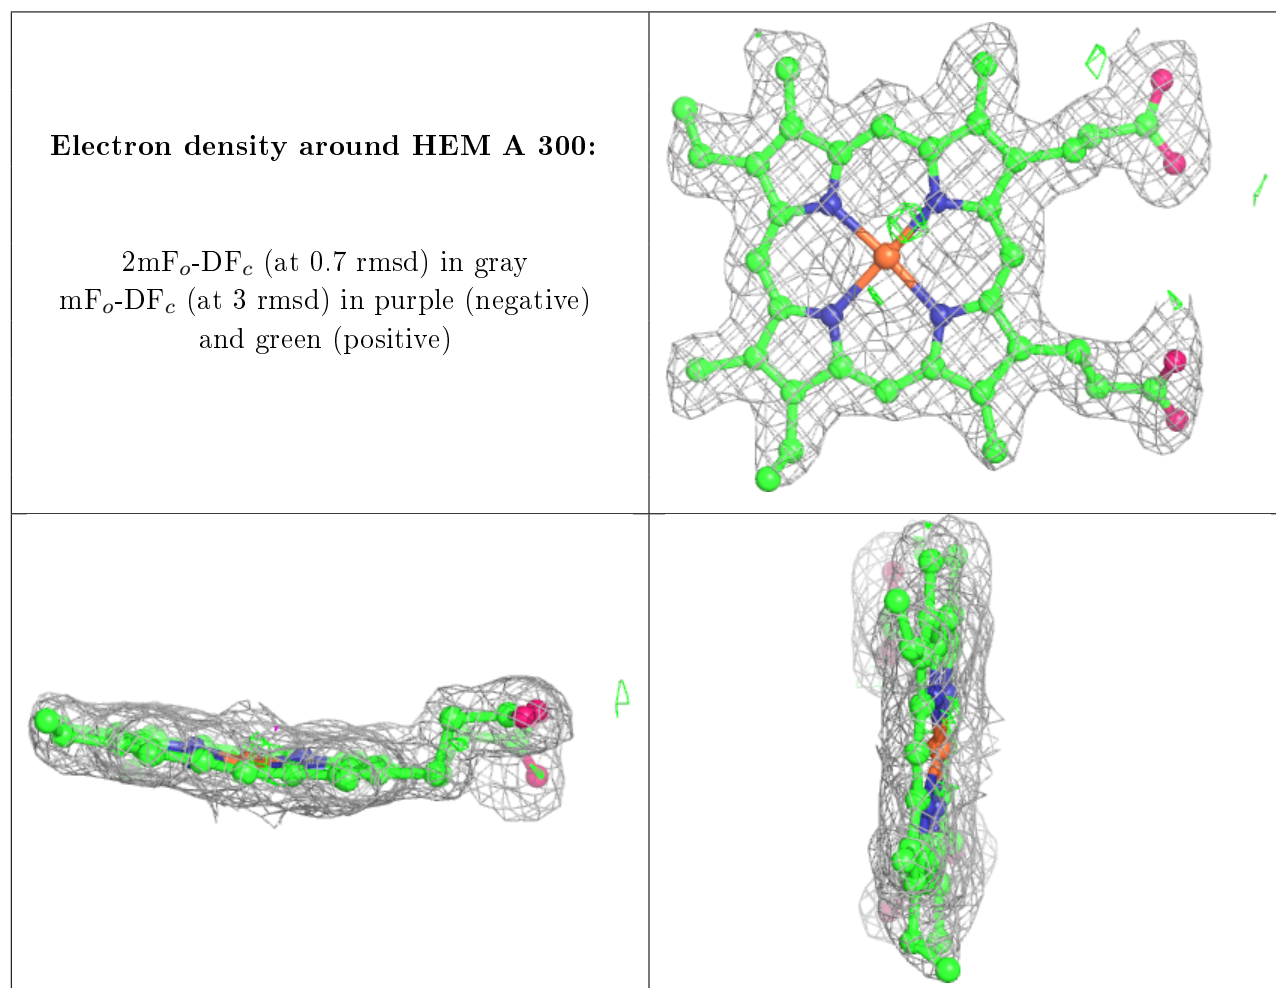 Electron density around HEM A 300:
2mFₒ-DF𝒸 (at 0.7 rmsd) in gray
mFₒ-DF𝒸 (at 3 rmsd) in purple (negative)
and green (positive)